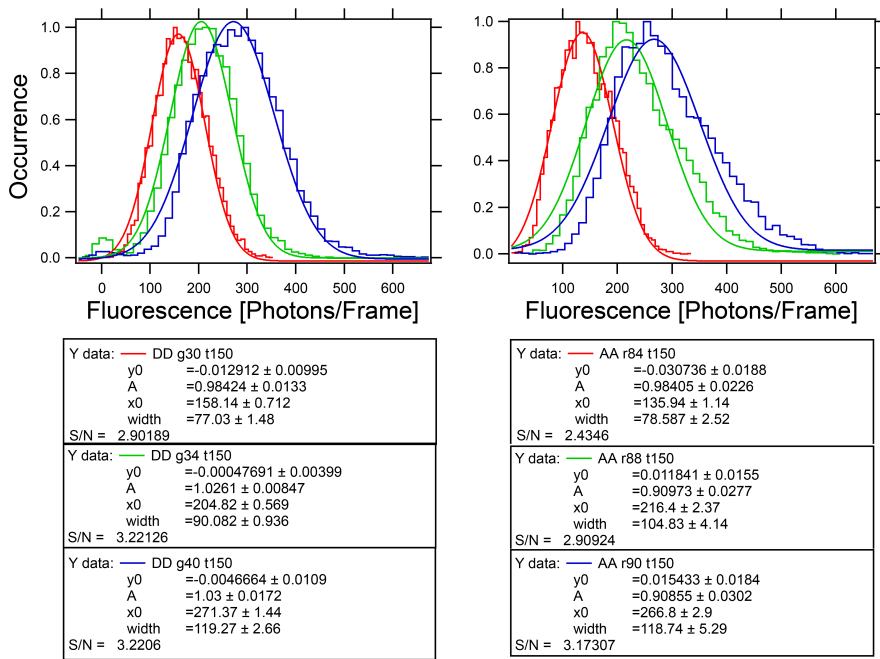 1.0
0.8
0.6
0.4
0.2
0.0
Occurrence
0 100 200 300 400 500 600
Fluorescence [Photons/Frame]
1.0
0.8
0.6
0.4
0.2
0.0
100 200 300 400 500 600
Fluorescence [Photons/Frame]
Y data: DD g30 t150
y0 =-0.012912 ± 0.00995
A =0.98424 ± 0.0133
x0 =158.14 ± 0.712
width =77.03 ± 1.48
S/N = 2.90189
Y data: DD g34 t150
y0 =-0.00047691 ± 0.00399
A =1.0261 ± 0.00847
x0 =204.82 ± 0.569
width =90.082 ± 0.936
S/N = 3.22126
Y data: DD g40 t150
y0 =-0.0046664 ± 0.0109
A =1.03 ± 0.0172
x0 =271.37 ± 1.44
width =119.27 ± 2.66
S/N = 3.2206
Y data: AA r84 t150
y0 =-0.030736 ± 0.0188
A =0.98405 ± 0.0226
x0 =135.94 ± 1.14
width =78.587 ± 2.52
S/N = 2.4346
Y data: AA r88 t150
y0 =0.011841 ± 0.0155
A =0.90973 ± 0.0277
x0 =216.4 ± 2.37
width =104.83 ± 4.14
S/N = 2.90924
Y data: AA r90 t150
y0 =0.015433 ± 0.0184
A =0.90855 ± 0.0302
x0 =266.8 ± 2.9
width =118.74 ± 5.29
S/N = 3.17307